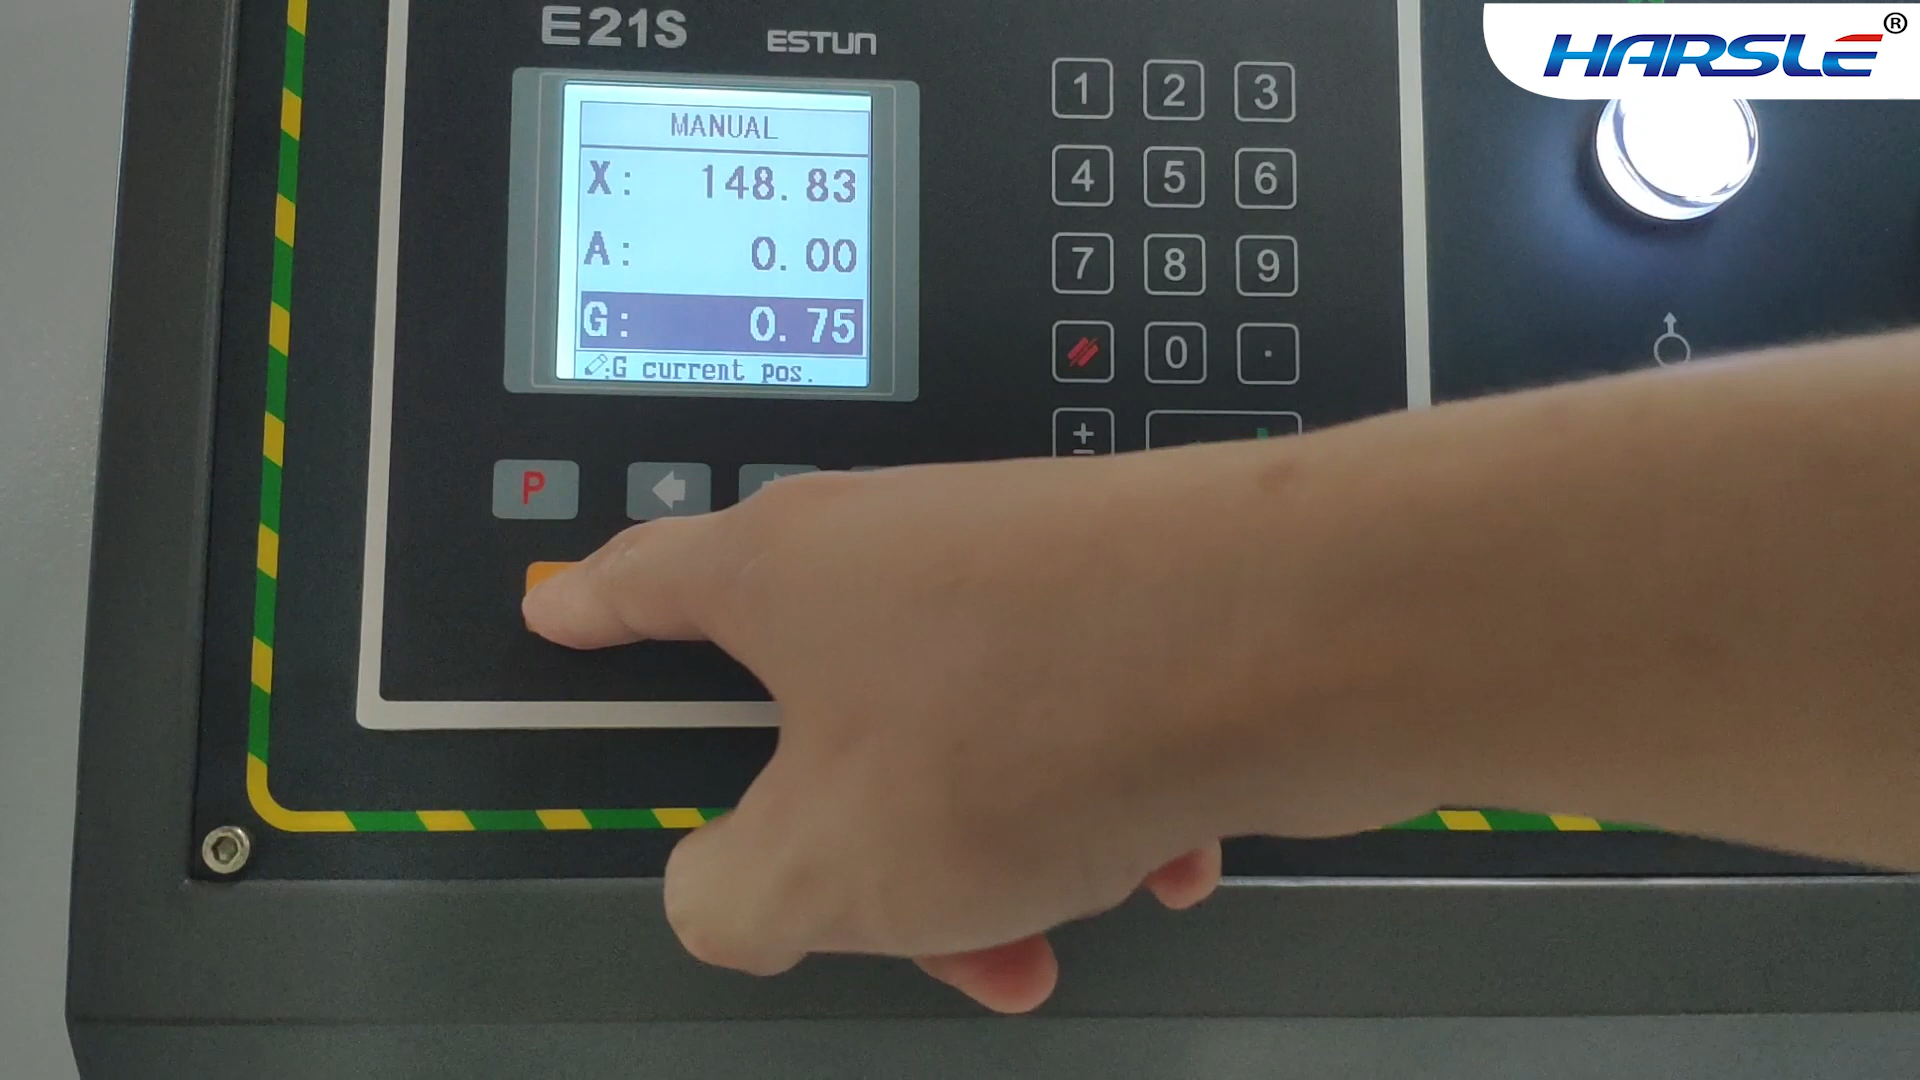 E21S
ESTUN
HARSLE®
MANUAL
X: 148.83
A: 0.00
G: 0.75
:G current pos.
1 2 3
4 5 6
7 8 9
0 .
±
P